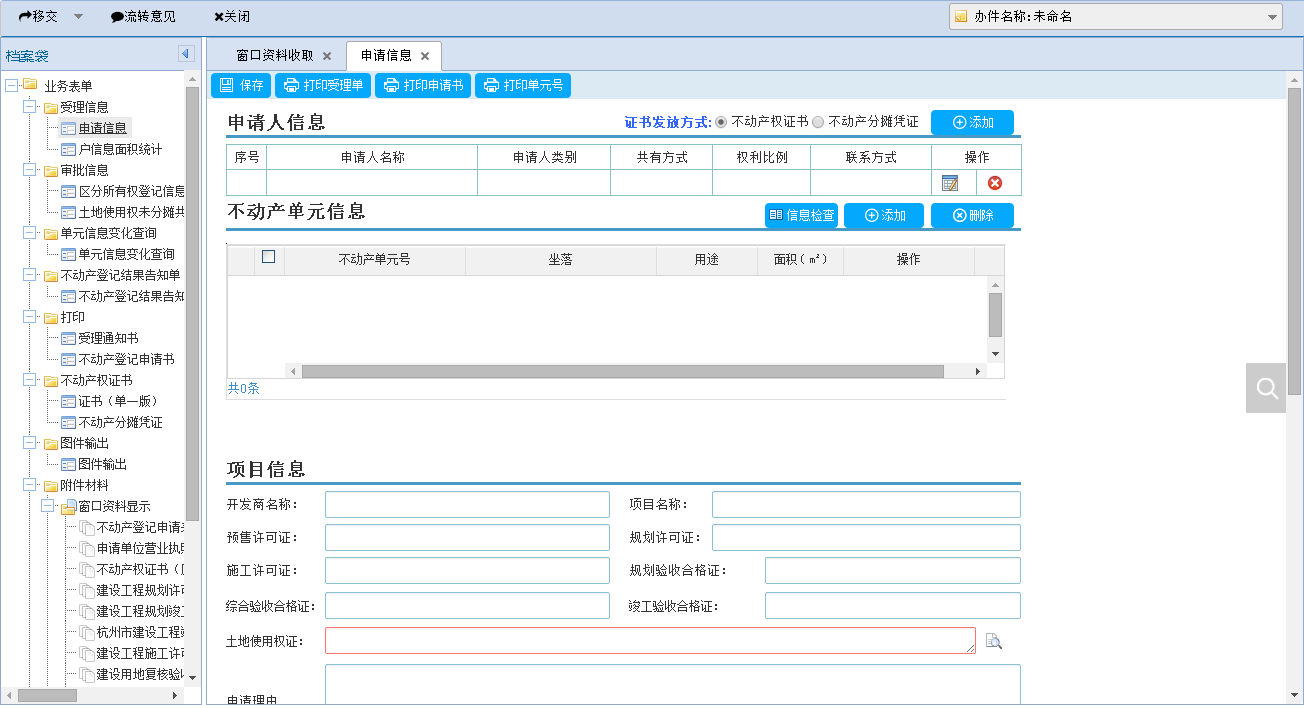 移交 流转意见 关闭 办件名称:未命名
档案袋
窗口资料收取 申请信息
业务表单
受理信息
申请信息
户信息面积统计
审批信息
区分所有权登记信息
土地使用权未分摊共
单元信息变化查询
单元信息变化查询
不动产登记结果告知单
不动产登记结果告知
打印
受理通知书
不动产登记申请书
不动产权证书
证书（单一版）
不动产分摊凭证
图件输出
图件输出
附件材料
窗口资料显示
不动产登记申请
申请单位营业执
不动产权证书（
建设工程规划许可
建设工程规划竣工
杭州市建设工程
建设工程施工许可
建设用地复核验
保存 打印受理单 打印申请书 打印单元号
申请人信息 证书发放方式: 不动产权证书 不动产分摊凭证 添加
序号 申请人名称 申请人类别 共有方式 权利比例 联系方式 操作
不动产单元信息 信息检查 添加 删除
不动产单元号 坐落 用途 面积(㎡) 操作
共0条
项目信息
开发商名称： 项目名称：
预售许可证： 规划许可证：
施工许可证： 规划验收合格证：
综合验收合格证： 竣工验收合格证：
土地使用权证：
申请理由